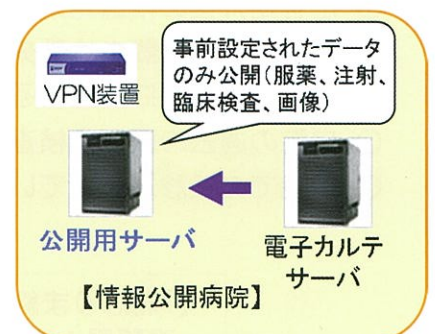 事前設定されたデータ
のみ公開(服薬、注射、
臨床検査、画像)
VPN装置
公開用サーバ
電子カルテ
サーバ
【情報公開病院】